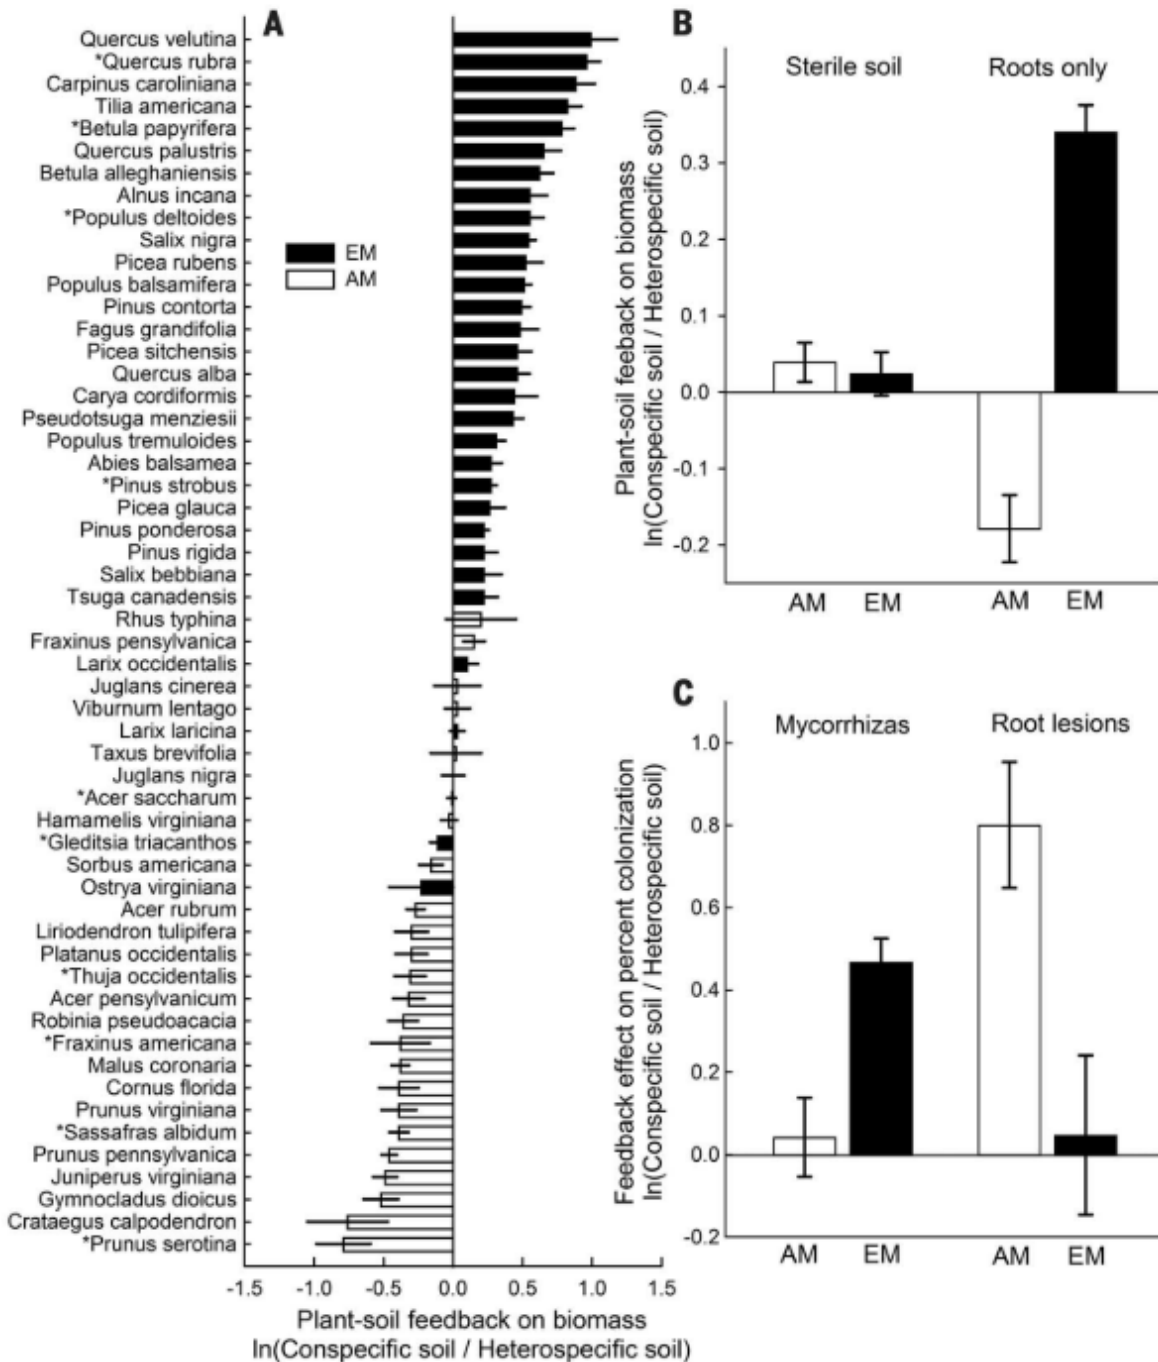 A
Quercus velutina
*Quercus rubra
Carpinus caroliniana
Tilia americana
*Betula papyrifera
Quercus palustris
Betula alleghaniensis
Alnus incana
*Populus deltoides
Salix nigra
Picea rubens
Populus balsamifera
Pinus contorta
Fagus grandifolia
Picea sitchensis
Quercus alba
Carya cordiformis
Pseudotsuga menziesii
Populus tremuloides
Abies balsamea
*Pinus strobus
Picea glauca
Pinus ponderosa
Pinus rigida
Salix bebbiana
Tsuga canadensis
Rhus typhina
Fraxinus pensylvanica
Larix occidentalis
Juglans cinerea
Viburnum lentago
Larix laricina
Taxus brevifolia
Juglans nigra
*Acer saccharum
Hamamelis virginiana
*Gleditsia triacanthos
Sorbus americana
Ostrya virginiana
Acer rubrum
Liriodendron tulipifera
Platanus occidentalis
*Thuja occidentalis
Acer pensylvanicum
Robinia pseudoacacia
*Fraxinus americana
Malus coronaria
Cornus florida
Prunus virginiana
*Sassafras albidum
Prunus pennsylvanica
Juniperus virginiana
Gymnocladus dioicus
Crataegus calpodendron
*Prunus serotina
EM
AM
-1.5 -1.0 -0.5 0.0 0.5 1.0 1.5
Plant-soil feedback on biomass
ln(Conspecific soil / Heterospecific soil)
B
Sterile soil Roots only
0.4
0.3
0.2
0.1
0.0
-0.1
-0.2
AM EM AM EM
Plant-soil feeback on biomass
ln(Conspecific soil / Heterospecific soil)
C
Mycorrhizas Root lesions
1.0
0.8
0.6
0.4
0.2
0.0
-0.2
AM EM AM EM
Feedback effect on percent colonization
ln(Conspecific soil / Heterospecific soil)